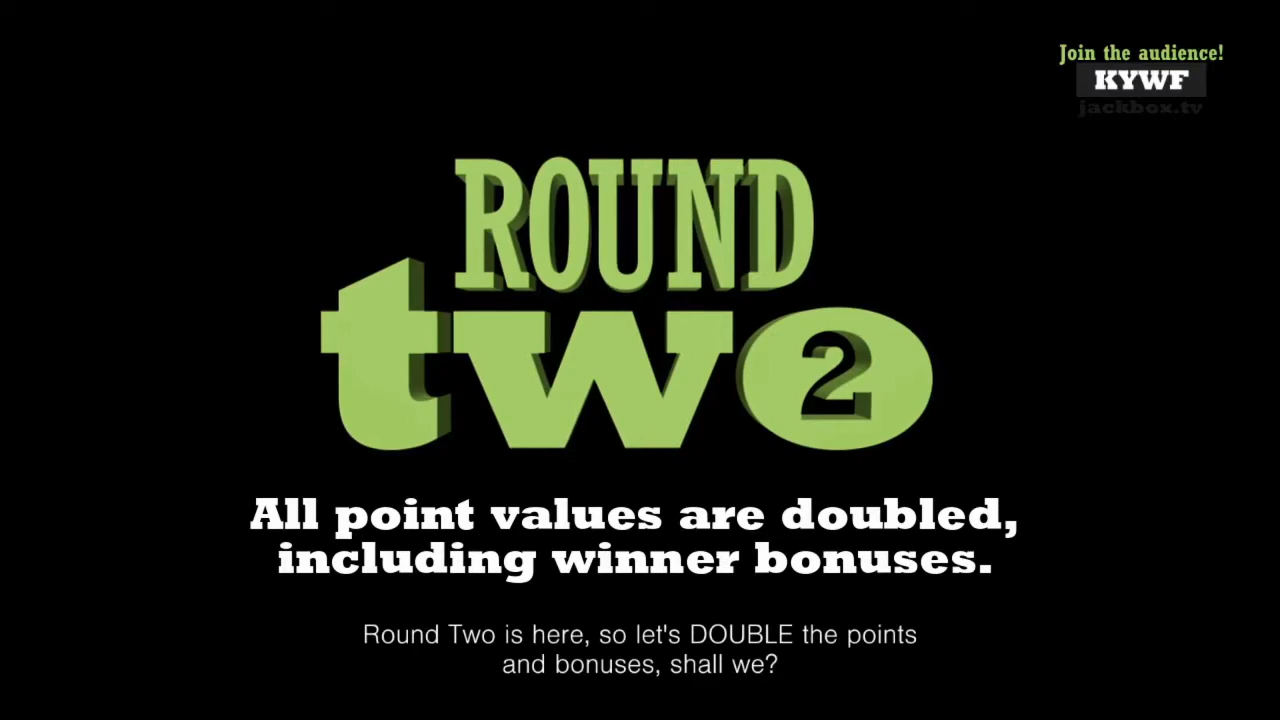 Join the audience!
KYWF
jackbox.tv
ROUND
two
2
All point values are doubled,
including winner bonuses.
Round Two is here, so let's DOUBLE the points
and bonuses, shall we?